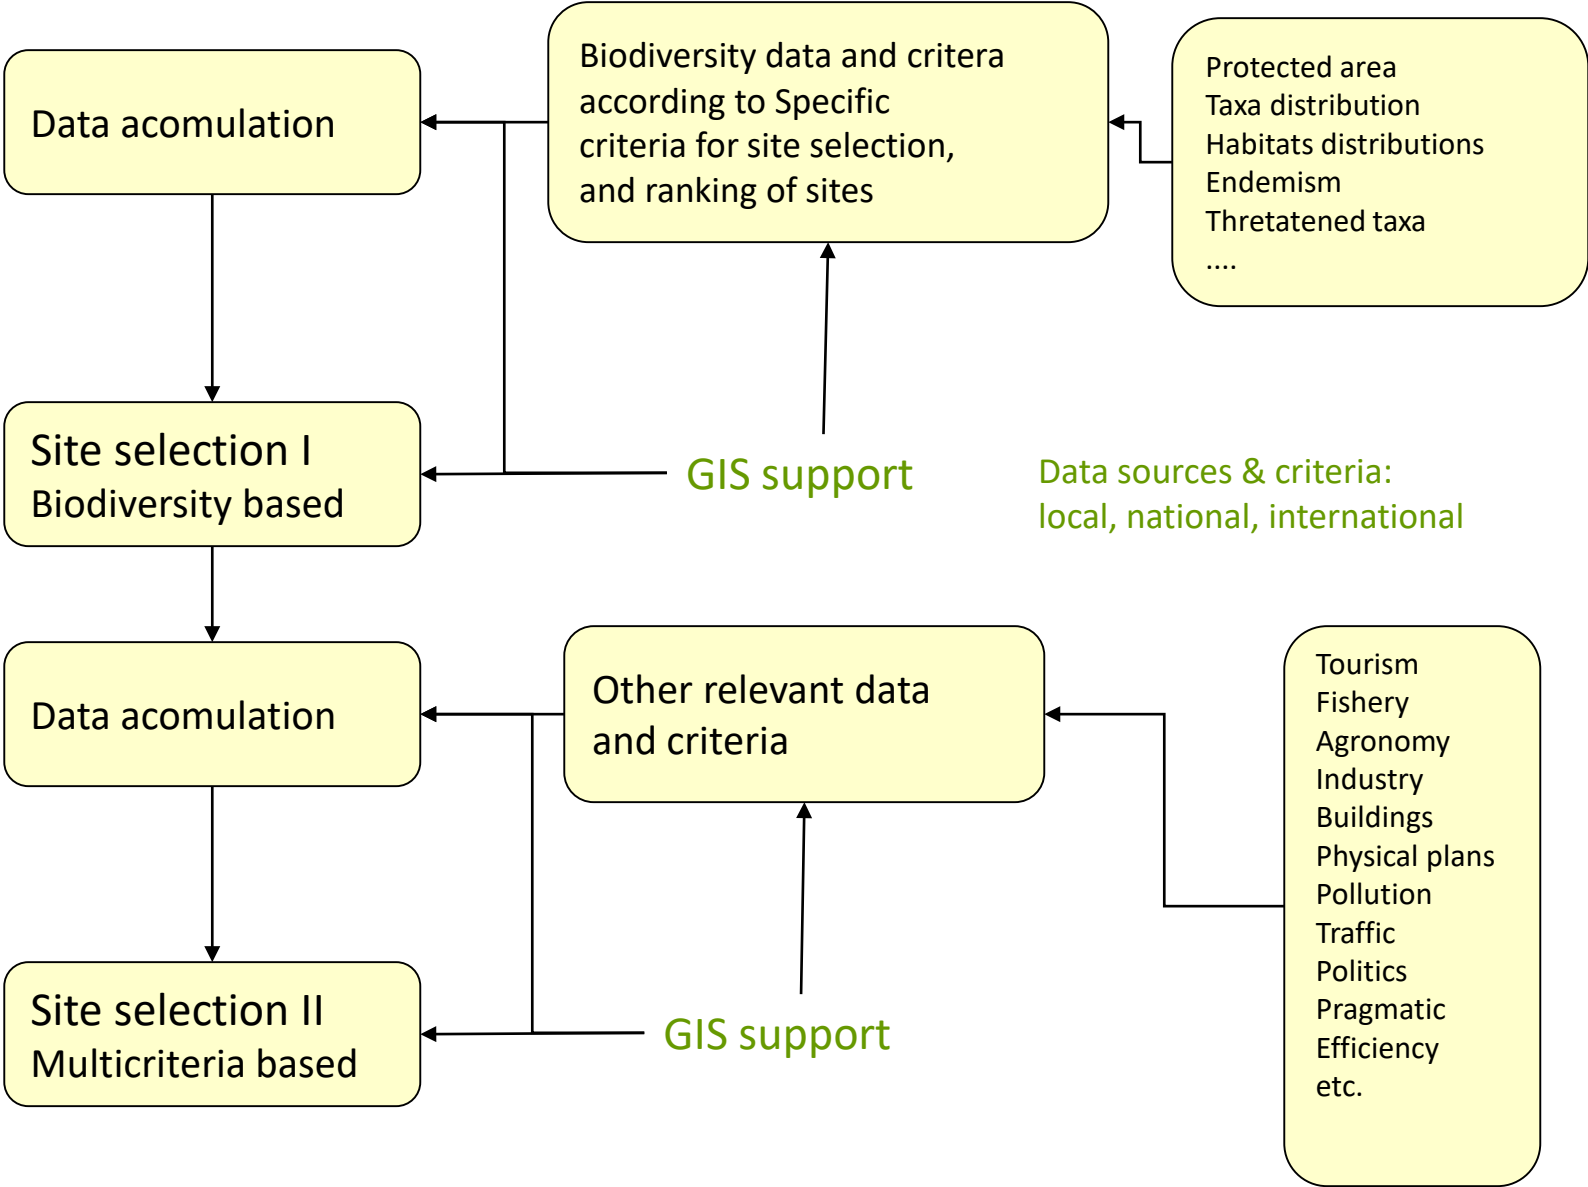 Data acomulation
Biodiversity data and critera
according to Specific
criteria for site selection,
and ranking of sites
Protected area
Taxa distribution
Habitats distributions
Endemism
Thretatened taxa
....
Site selection I
Biodiversity based
GIS support
Data sources & criteria:
local, national, international
Data acomulation
Other relevant data
and criteria
Tourism
Fishery
Agronomy
Industry
Buildings
Physical plans
Pollution
Traffic
Politics
Pragmatic
Efficiency
etc.
Site selection II
Multicriteria based
GIS support